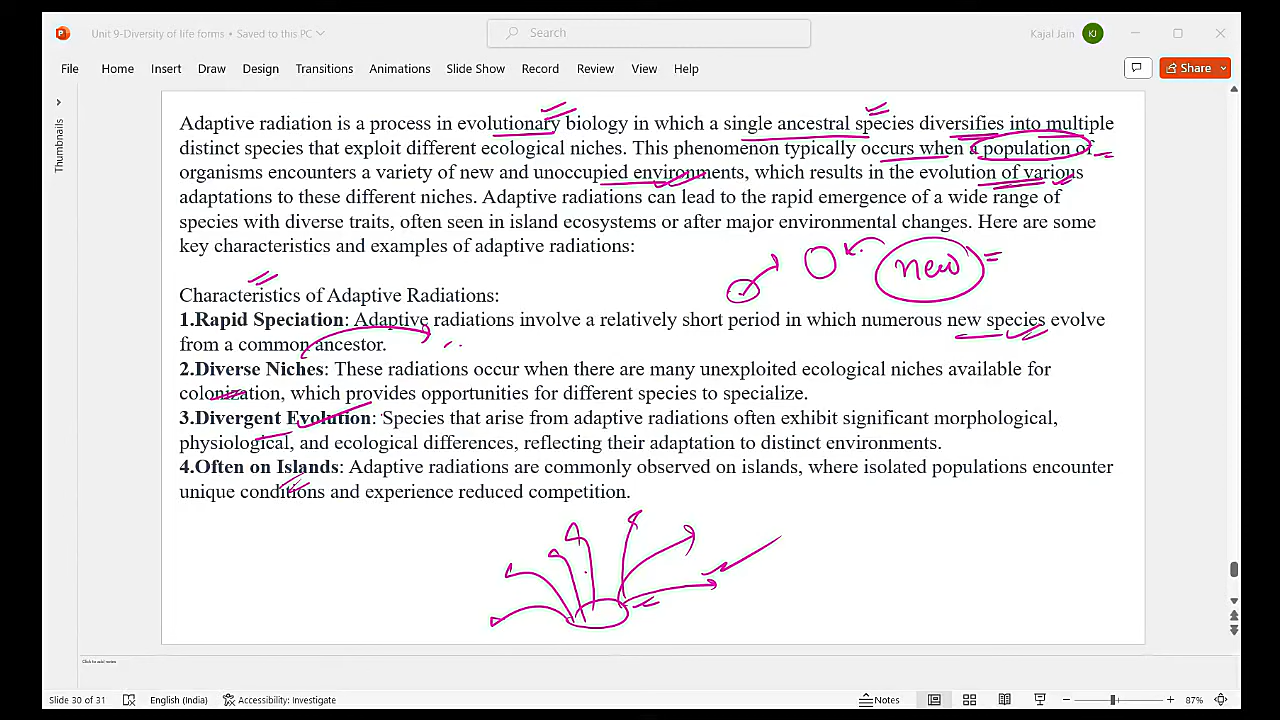 Unit 9-Diversity of life forms • Saved to this PC
Search
Kajal Jain KJ
File Home Insert Draw Design Transitions Animations Slide Show Record Review View Help
Share
Thumbnails
Adaptive radiation is a process in evolutionary biology in which a single ancestral species diversifies into multiple
distinct species that exploit different ecological niches. This phenomenon typically occurs when a population of
organisms encounters a variety of new and unoccupied environments, which results in the evolution of various
adaptations to these different niches. Adaptive radiations can lead to the rapid emergence of a wide range of
species with diverse traits, often seen in island ecosystems or after major environmental changes. Here are some
key characteristics and examples of adaptive radiations:
new
Characteristics of Adaptive Radiations:
1.Rapid Speciation: Adaptive radiations involve a relatively short period in which numerous new species evolve
from a common ancestor.
2.Diverse Niches: These radiations occur when there are many unexploited ecological niches available for
colonization, which provides opportunities for different species to specialize.
3.Divergent Evolution: Species that arise from adaptive radiations often exhibit significant morphological,
physiological, and ecological differences, reflecting their adaptation to distinct environments.
4.Often on Islands: Adaptive radiations are commonly observed on islands, where isolated populations encounter
unique conditions and experience reduced competition.
Click to add notes
Slide 30 of 31 English (India) Accessibility: Investigate Notes 87%